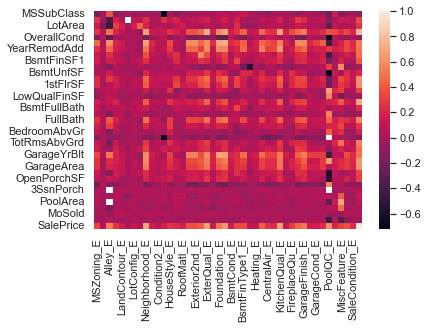 MSSubClass
LotArea
OverallCond
YearRemodAdd
BsmtFinSF1
BsmtUnfSF
1stFlrSF
LowQualFinSF
BsmtFullBath
FullBath
BedroomAbvGr
TotRmsAbvGrd
GarageYrBlt
GarageArea
OpenPorchSF
3SsnPorch
PoolArea
MoSold
SalePrice
MSZoning_E
Alley_E
LandContour_E
LotConfig_E
Neighborhood_E
Condition2_E
HouseStyle_E
RoofMatl_E
Exterior2nd_E
ExterQual_E
Foundation_E
BsmtCond_E
BsmtFinType1_E
Heating_E
CentralAir_E
KitchenQual_E
FireplaceQu_E
GarageFinish_E
GarageCond_E
PoolQC_E
MiscFeature_E
SaleCondition_E
1.0
0.8
0.6
0.4
0.2
0.0
−0.2
−0.4
−0.6